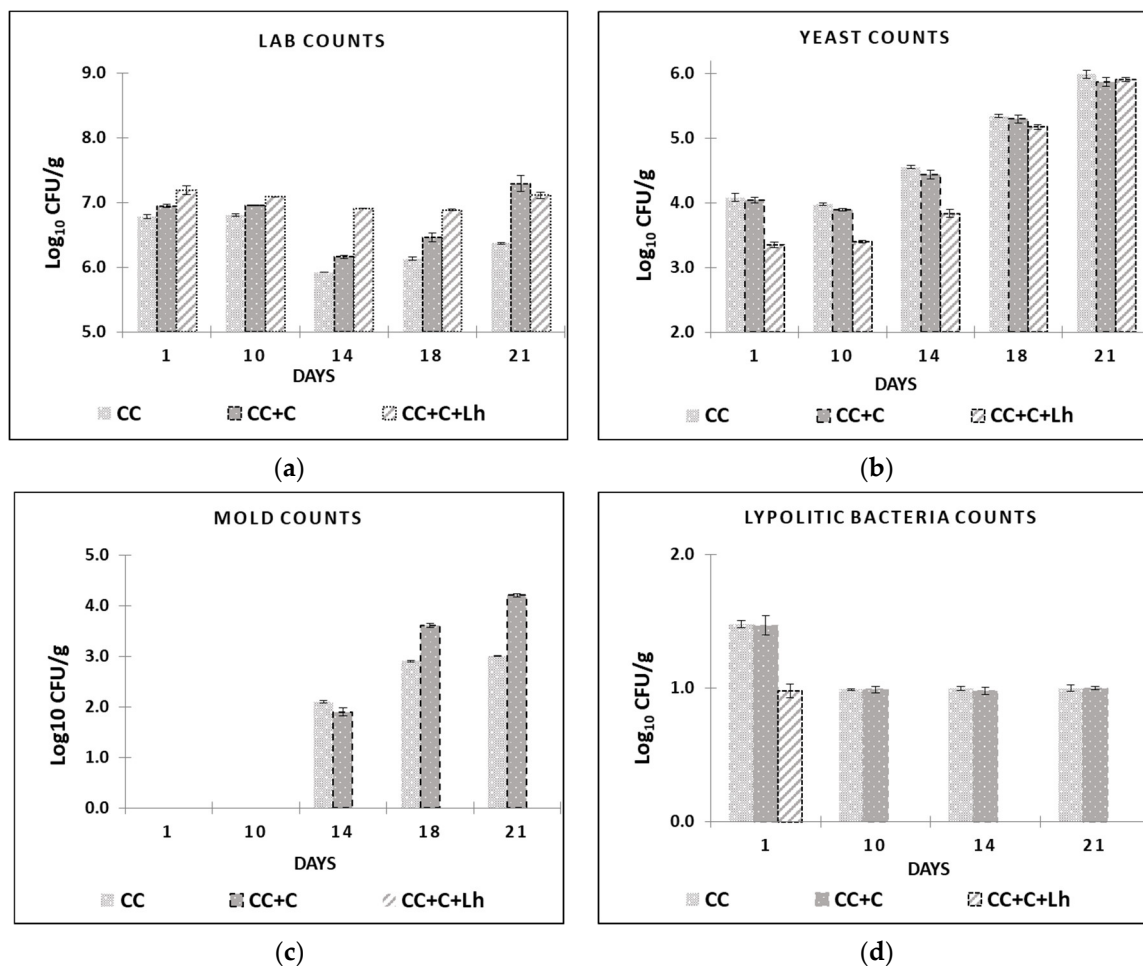 LAB COUNTS
9.0
8.0
7.0
6.0
5.0
Log₁₀ CFU/g
1 10 14 18 21
DAYS
CC CC+C CC+C+Lh
(a)
YEAST COUNTS
6.0
5.0
4.0
3.0
2.0
Log₁₀ CFU/g
1 10 14 18 21
DAYS
CC CC+C CC+C+Lh
(b)
MOLD COUNTS
5.0
4.0
3.0
2.0
1.0
0.0
Log10 CFU/g
1 10 14 18 21
DAYS
CC CC+C CC+C+Lh
(c)
LYPOLITIC BACTERIA COUNTS
2.0
1.0
0.0
Log₁₀ CFU/g
1 10 14 21
DAYS
CC CC+C CC+C+Lh
(d)